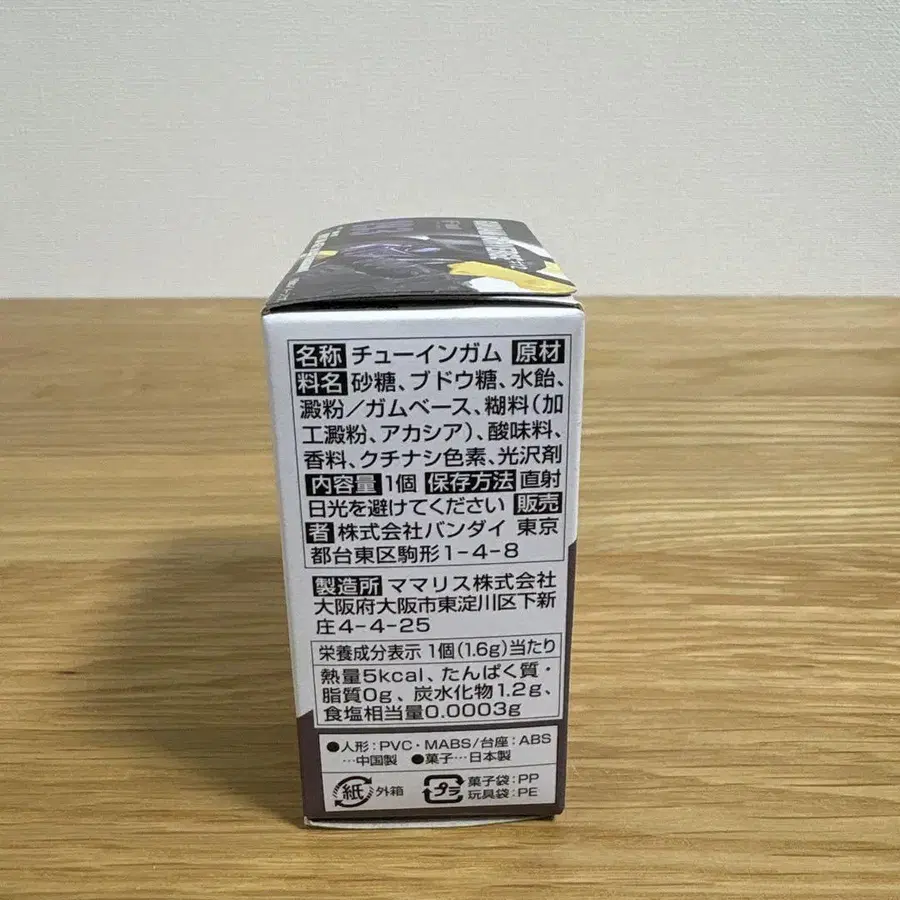 名称 チューインガム 原材
料名 砂糖、ブドウ糖、水飴、
澱粉/ガムベース、糊料(加
工澱粉、アカシア)、酸味料、
香料、クチナシ色素、光沢剤
内容量 1個 保存方法 直射
日光を避けてください 販売
者 株式会社バンダイ 東京
都台東区駒形1-4-8
製造所 ママリス株式会社
大阪府大阪市東淀川区下新
庄4-4-25
栄養成分表示 1個(1.6g)当たり
熱量5kcal、たんぱく質・
脂質0g、炭水化物1.2g、
食塩相当量0.0003g
●人形:PVC・MABS/台座:ABS
…中国製 ●菓子…日本製
紙 外箱
プラ 菓子袋:PP
玩具袋:PE